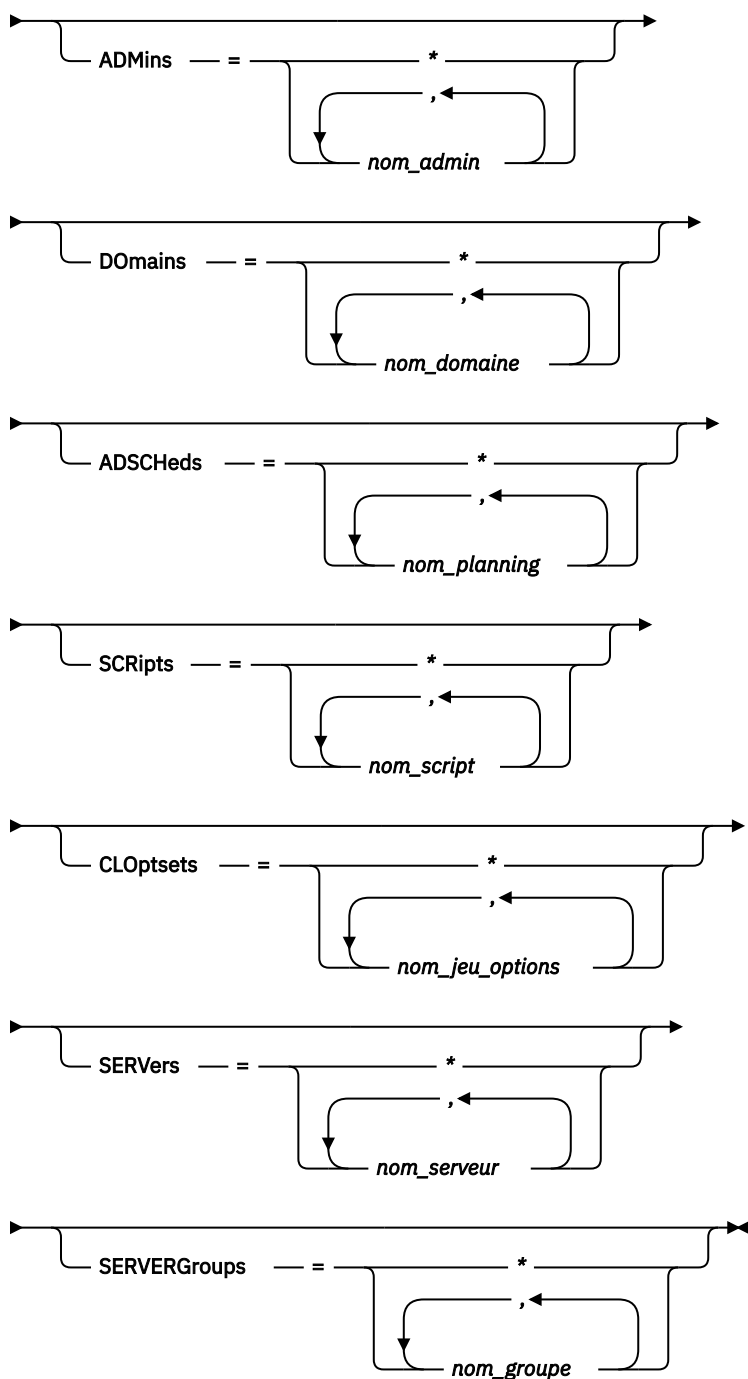 ADMins = *
,
nom_admin
DOmains = *
,
nom_domaine
ADSCHeds = *
,
nom_planning
SCRipts = *
,
nom_script
CLOptsets = *
,
nom_jeu_options
SERVers = *
,
nom_serveur
SERVERGroups = *
,
nom_groupe